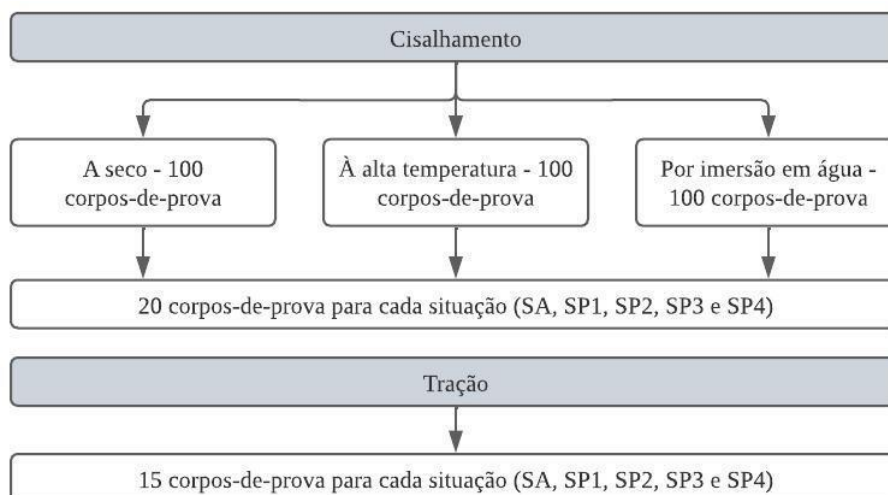 Cisalhamento
A seco - 100
corpos-de-prova
À alta temperatura - 100
corpos-de-prova
Por imersão em água -
100 corpos-de-prova
20 corpos-de-prova para cada situação (SA, SP1, SP2, SP3 e SP4)
Tração
15 corpos-de-prova para cada situação (SA, SP1, SP2, SP3 e SP4)